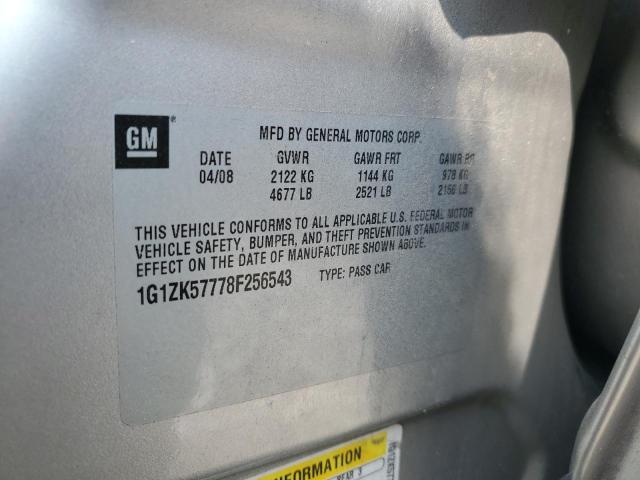 GM
MFD BY GENERAL MOTORS CORP.
DATE GVWR GAWR FRT GAWR RR
04/08 2122 KG 1144 KG 978 KG
4677 LB 2521 LB 2156 LB
THIS VEHICLE CONFORMS TO ALL APPLICABLE U.S. FEDERAL MOTOR
VEHICLE SAFETY, BUMPER, AND THEFT PREVENTION STANDARDS IN
EFFECT ON THE DATE OF MANUFACTURE SHOWN ABOVE.
1G1ZK57778F256543 TYPE: PASS CAR
INFORMATION
REAR 3